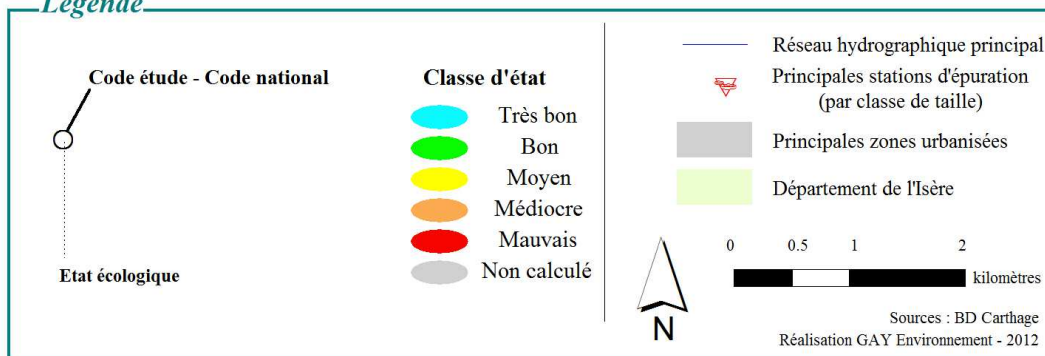 Légende
Code étude - Code national
Etat écologique
Classe d'état
Très bon
Bon
Moyen
Médiocre
Mauvais
Non calculé
Réseau hydrographique principal
Principales stations d'épuration
(par classe de taille)
Principales zones urbanisées
Département de l'Isère
0 0.5 1 2
kilomètres
N
Sources : BD Carthage
Réalisation GAY Environnement - 2012